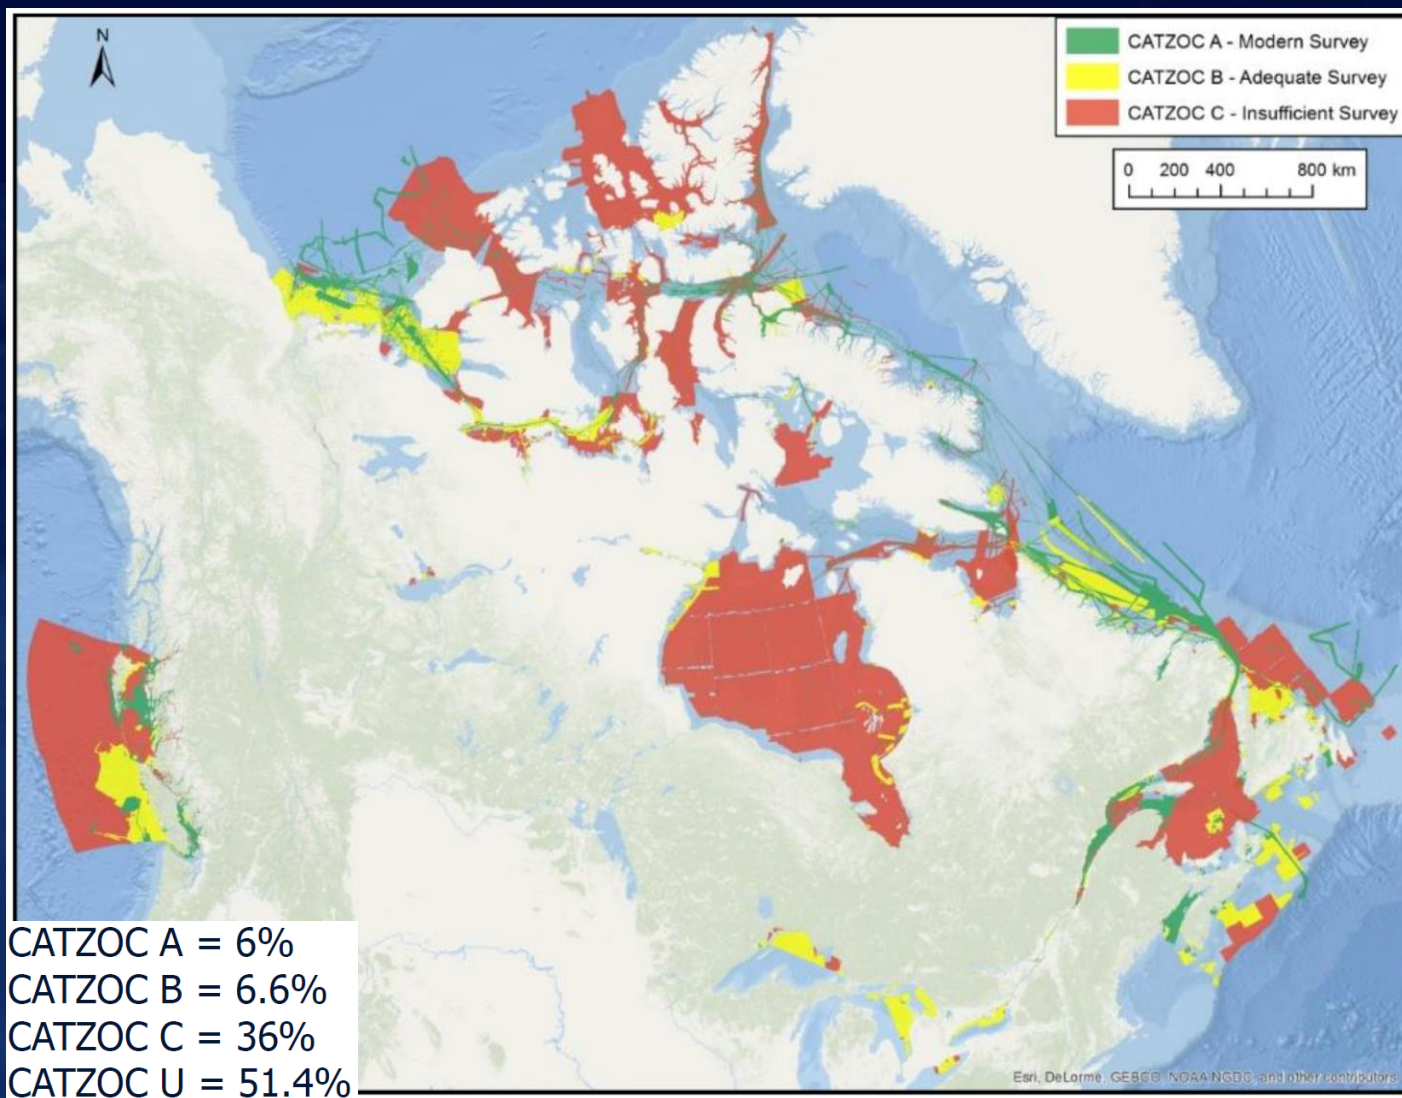 N
CATZOC A - Modern Survey
CATZOC B - Adequate Survey
CATZOC C - Insufficient Survey
0 200 400 800 km
CATZOC A = 6%
CATZOC B = 6.6%
CATZOC C = 36%
CATZOC U = 51.4%
Esri, DeLorme, GEBCO, NOAA NGDC, and other contributors